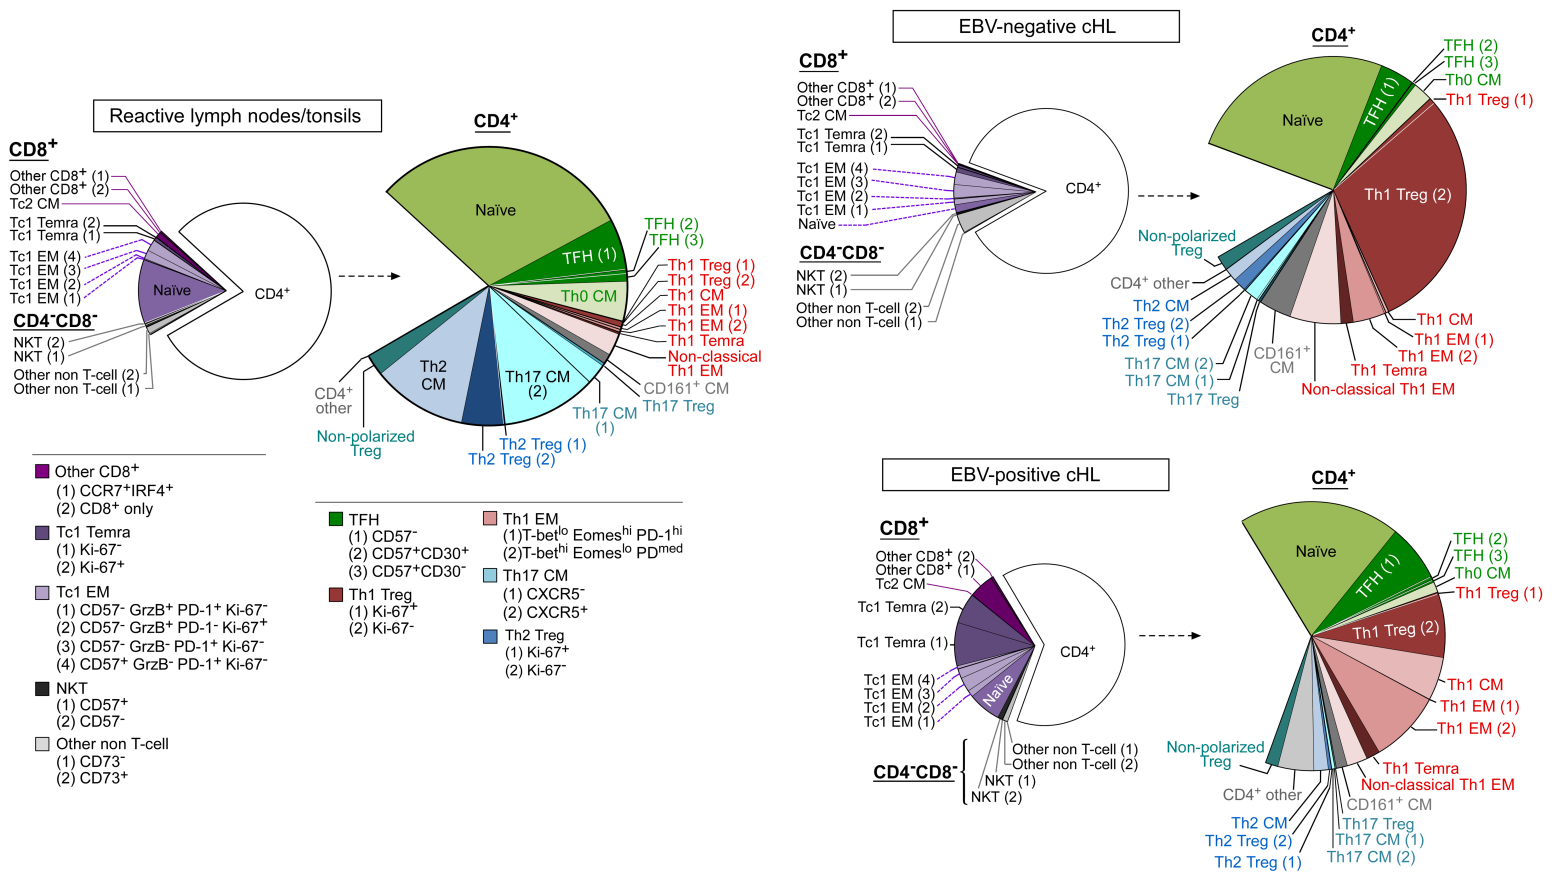 Reactive lymph nodes/tonsils
CD8⁺
Other CD8⁺ (1)
Other CD8⁺ (2)
Tc2 CM
Tc1 Temra (2)
Tc1 Temra (1)
Tc1 EM (4)
Tc1 EM (3)
Tc1 EM (2)
Tc1 EM (1)
Naïve
CD4⁺
CD4⁻CD8⁻
NKT (2)
NKT (1)
Other non T-cell (2)
Other non T-cell (1)
CD4⁺
Naïve
TFH (1)
TFH (2)
TFH (3)
Th0 CM
Th1 Treg (1)
Th1 Treg (2)
Th1 CM
Th1 EM (1)
Th1 EM (2)
Th1 Temra
Non-classical
Th1 EM
CD161⁺ CM
Th17 Treg
Th17 CM
(1)
Th17 CM
(2)
Th2 Treg (1)
Th2 Treg (2)
Th2
CM
CD4⁺
other
Non-polarized
Treg
Other CD8⁺
(1) CCR7⁺IRF4⁺
(2) CD8⁺ only
Tc1 Temra
(1) Ki-67⁻
(2) Ki-67⁺
Tc1 EM
(1) CD57⁻ GrzB⁺ PD-1⁺ Ki-67⁻
(2) CD57⁻ GrzB⁺ PD-1⁻ Ki-67⁺
(3) CD57⁻ GrzB⁻ PD-1⁺ Ki-67⁻
(4) CD57⁺ GrzB⁻ PD-1⁺ Ki-67⁻
NKT
(1) CD57⁺
(2) CD57⁻
Other non T-cell
(1) CD73⁻
(2) CD73⁺
TFH
(1) CD57⁻
(2) CD57⁺CD30⁺
(3) CD57⁺CD30⁻
Th1 Treg
(1) Ki-67⁺
(2) Ki-67⁻
Th1 EM
(1)T-betˡᵒ Eomesʰⁱ PD-1ʰⁱ
(2)T-betʰⁱ Eomesˡᵒ PDᵐᵉᵈ
Th17 CM
(1) CXCR5⁻
(2) CXCR5⁺
Th2 Treg
(1) Ki-67⁺
(2) Ki-67⁻
EBV-negative cHL
CD8⁺
Other CD8⁺ (1)
Other CD8⁺ (2)
Tc2 CM
Tc1 Temra (2)
Tc1 Temra (1)
Tc1 EM (4)
Tc1 EM (3)
Tc1 EM (2)
Tc1 EM (1)
Naïve
CD4⁺
CD4⁻CD8⁻
NKT (2)
NKT (1)
Other non T-cell (2)
Other non T-cell (1)
CD4⁺
Naïve
TFH (1)
TFH (2)
TFH (3)
Th0 CM
Th1 Treg (1)
Th1 Treg (2)
Th1 CM
Th1 EM (1)
Th1 EM (2)
Th1 Temra
Non-classical Th1 EM
CD161⁺
CM
Non-polarized
Treg
CD4⁺ other
Th2 CM
Th2 Treg (2)
Th2 Treg (1)
Th17 CM (2)
Th17 CM (1)
Th17 Treg
EBV-positive cHL
CD8⁺
Other CD8⁺ (2)
Other CD8⁺ (1)
Tc2 CM
Tc1 Temra (2)
Tc1 Temra (1)
Tc1 EM (4)
Tc1 EM (3)
Tc1 EM (2)
Tc1 EM (1)
Naïve
CD4⁺
CD4⁻CD8⁻
Other non T-cell (1)
Other non T-cell (2)
NKT (1)
NKT (2)
CD4⁺
Naïve
TFH (1)
TFH (2)
TFH (3)
Th0 CM
Th1 Treg (1)
Th1 Treg (2)
Th1 CM
Th1 EM (1)
Th1 EM (2)
Th1 Temra
Non-classical Th1 EM
CD161⁺ CM
Th17 Treg
Th17 CM (1)
Th17 CM (2)
Non-polarized
Treg
CD4⁺ other
Th2 CM
Th2 Treg (2)
Th2 Treg (1)